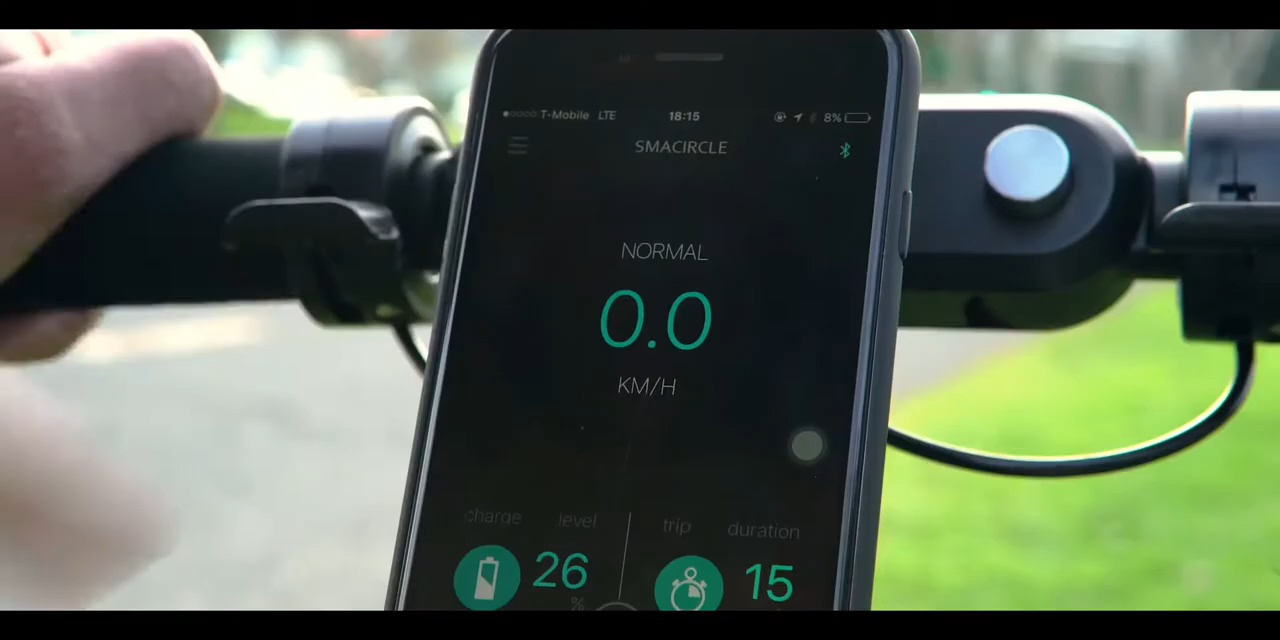 T-Mobile LTE 18:15 8%
SMACIRCLE
NORMAL
0.0
KM/H
charge level trip duration
26 15
%